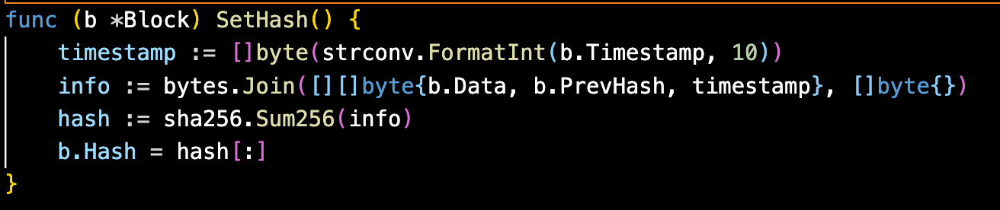 func (b *Block) SetHash() {
    timestamp := []byte(strconv.FormatInt(b.Timestamp, 10))
    info := bytes.Join([][]byte{b.Data, b.PrevHash, timestamp}, []byte{})
    hash := sha256.Sum256(info)
    b.Hash = hash[:]
}